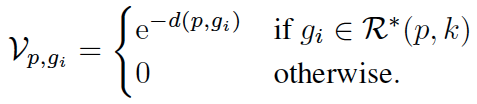 𝒱_{p,g_i} = { e^{−d(p,g_i)} if g_i ∈ ℛ*(p, k)
0 otherwise.